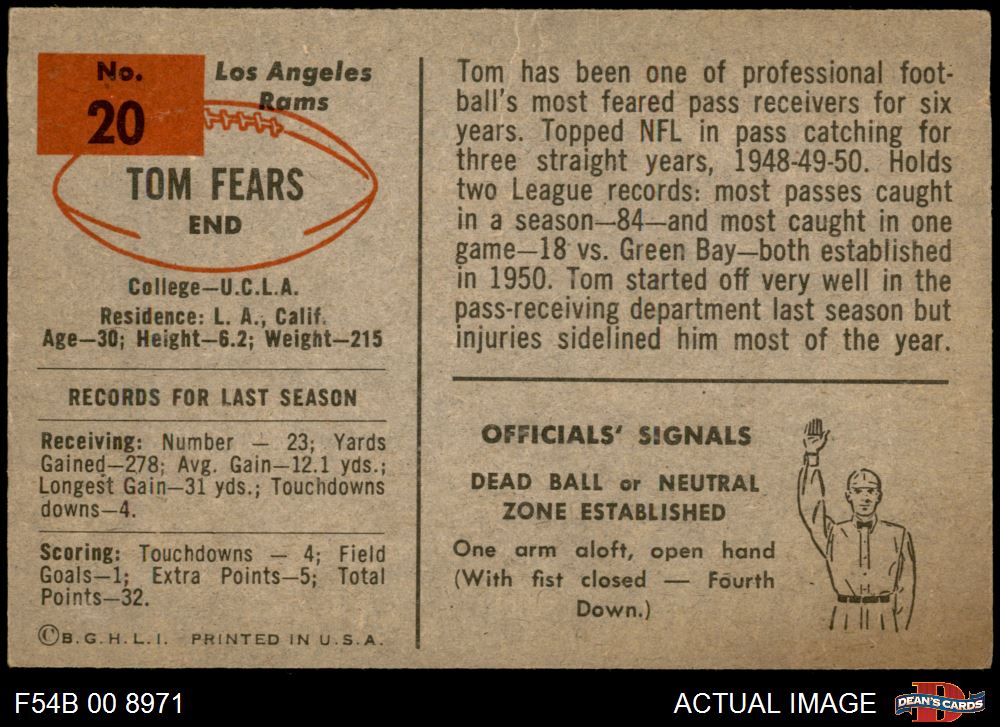 No.
20
Los Angeles
Rams
TOM FEARS
END
College—U.C.L.A.
Residence: L. A., Calif.
Age—30; Height—6.2; Weight—215
RECORDS FOR LAST SEASON
Receiving: Number — 23; Yards
Gained—278; Avg. Gain—12.1 yds.;
Longest Gain—31 yds.; Touchdowns
downs—4.
Scoring: Touchdowns — 4; Field
Goals—1; Extra Points—5; Total
Points—32.
©B.G.H.L.I. PRINTED IN U.S.A.
Tom has been one of professional foot-
ball's most feared pass receivers for six
years. Topped NFL in pass catching for
three straight years, 1948-49-50. Holds
two League records: most passes caught
in a season—84—and most caught in one
game—18 vs. Green Bay—both established
in 1950. Tom started off very well in the
pass-receiving department last season but
injuries sidelined him most of the year.
OFFICIALS' SIGNALS
DEAD BALL or NEUTRAL
ZONE ESTABLISHED
One arm aloft, open hand
(With fist closed — Fourth
Down.)
F54B 00 8971
ACTUAL IMAGE
D
DEAN'S CARDS